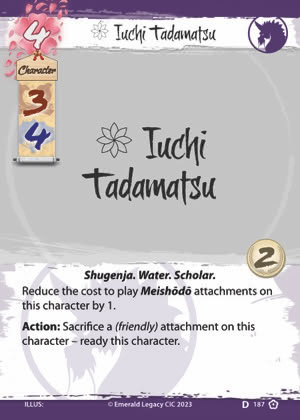 4
Iuchi Tadamatsu
Character
3
4
Iuchi
Tadamatsu
2
Shugenja. Water. Scholar.
Reduce the cost to play Meishōdō attachments on
this character by 1.
Action: Sacrifice a (friendly) attachment on this
character – ready this character.
ILLUS: © Emerald Legacy CIC 2023 D 187